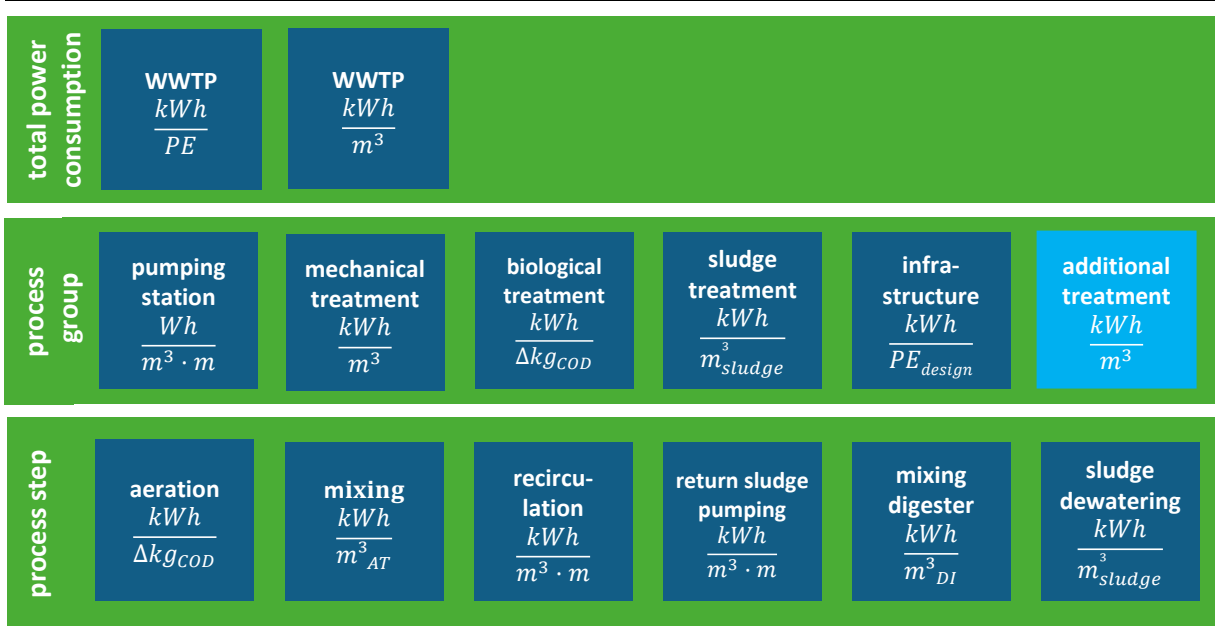 total power
consumption
WWTP
kWh
PE
WWTP
kWh
m³
process
group
pumping
station
Wh
m³ · m
mechanical
treatment
kWh
m³
biological
treatment
kWh
Δkg_COD
sludge
treatment
kWh
m³_sludge
infra-
structure
kWh
PE_design
additional
treatment
kWh
m³
process step
aeration
kWh
Δkg_COD
mixing
kWh
m³_AT
recircu-
lation
kWh
m³ · m
return sludge
pumping
kWh
m³ · m
mixing
digester
kWh
m³_DI
sludge
dewatering
kWh
m³_sludge